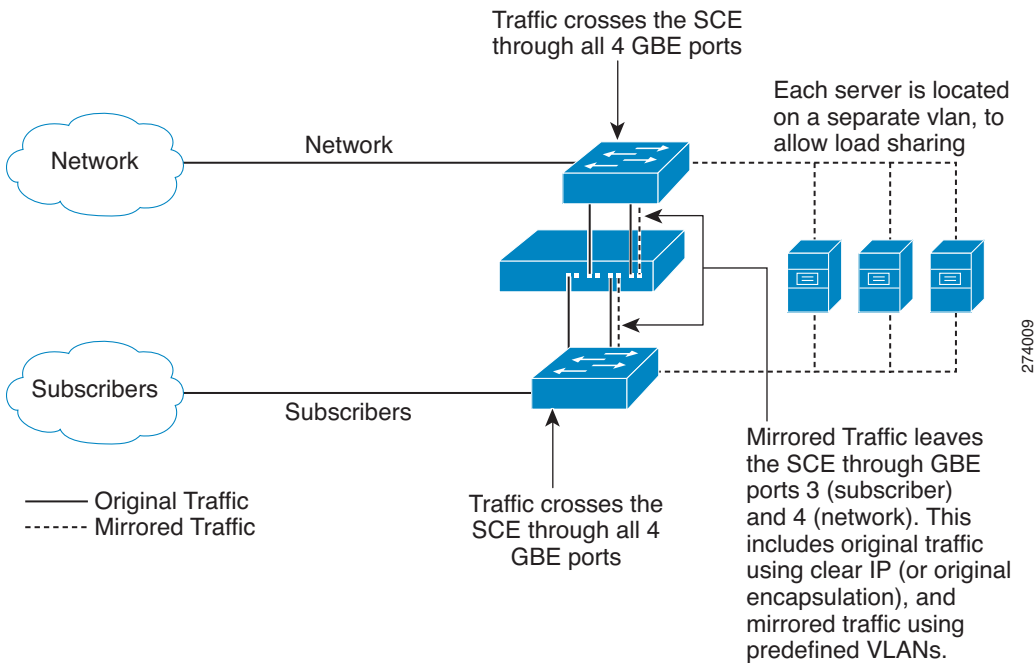 Traffic crosses the SCE
through all 4 GBE ports
Each server is located
on a separate vlan, to
allow load sharing
Network
Network
Subscribers
Subscribers
274009
Original Traffic
Mirrored Traffic
Traffic crosses the
SCE through all 4
GBE ports
Mirrored Traffic leaves
the SCE through GBE
ports 3 (subscriber)
and 4 (network). This
includes original traffic
using clear IP (or original
encapsulation), and
mirrored traffic using
predefined VLANs.